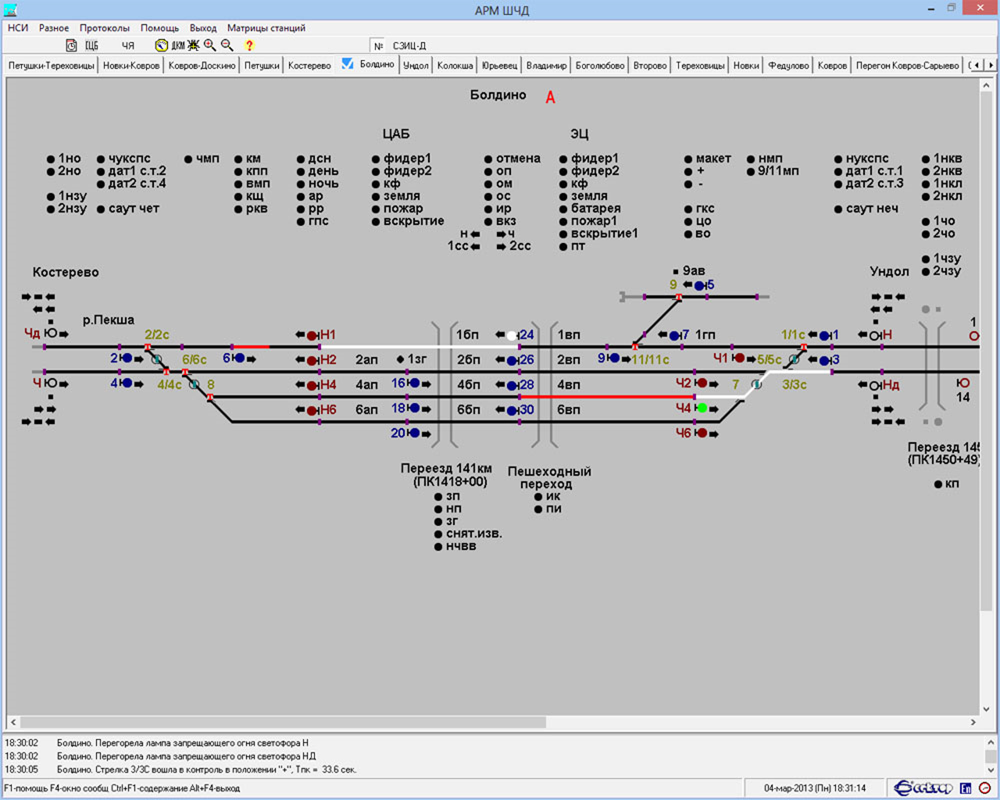 АРМ ШЧД
НСИ Разное Протоколы Помощь Выход Матрицы станций
СЦБ ЧЯ ДКМ ? № СЗИЦ-Д
Петушки-Тереховицы Новки-Ковров Ковров-Доскино Петушки Костерево Болдино Ундол Колокша Юрьевец Владимир Боголюбово Второво Тереховицы Новки Федулово Ковров Перегон Ковров-Сарыево
Болдино А
ЦАБ ЭЦ
1но чукспс чмп км дсн фидер1 отмена фидер1 макет нмп нукспс 1нкв
2но дат1 с.т.2 кпп день фидер2 оп фидер2 + 9/11мп дат1 с.т.1 2нкв
дат2 с.т.4 вмп ночь кф ом кф - дат2 с.т.3 1нкл
1нзу кщ ар земля ос земля 2нкл
2нзу саут чет ркв рр пожар ир батарея гкс саут неч
гпс вскрытие вкз пожар1 цо 1чо
н ч вскрытие1 во 2чо
1сс 2сс пт
1чзу
Костерево 9ав Ундол 2чзу
9 5
р.Пекша 1
Чд 2/2с Н1 1бп 24 1вп 7 1гп 1/1с 1 Н
2 6/6с 6 Н2 2ап 1зг 2бп 26 2вп 9 11/11с Ч1 5/5с 3
Ч 4 4/4с 8 Н4 4ап 16 4бп 28 4вп Ч2 7 3/3с Нд
14
Н6 6ап 18 6бп 30 6вп Ч4
20 Ч6
Переезд 141км Пешеходный Переезд 145
(ПК1418+00) переход (ПК1450+49)
зп ик кп
нп пи
зг
снят.изв.
нчвв
18:30:02 Болдино. Перегорела лампа запрещающего огня светофора Н
18:30:02 Болдино. Перегорела лампа запрещающего огня светофора НД
18:30:05 Болдино. Стрелка 3/3С вошла в контроль в положении "+", Тпк = 33.6 сек.
F1-помощь F4-окно сообщ Ctrl+F1-содержание Alt+F4-выход 04-мар-2013 (Пн) 18:31:14 Сектор En